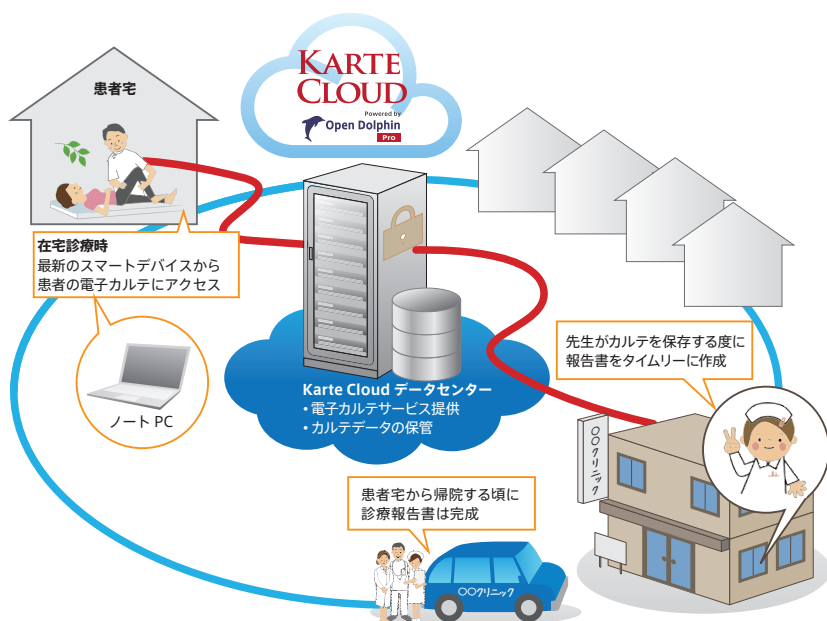 KARTE
CLOUD
Powered by
Open Dolphin
Pro
患者宅
在宅診療時
最新のスマートデバイスから
患者の電子カルテにアクセス
ノート PC
Karte Cloud データセンター
• 電子カルテサービス提供
• カルテデータの保管
先生がカルテを保存する度に
報告書をタイムリーに作成
〇〇クリニック
患者宅から帰院する頃に
診療報告書は完成
〇〇クリニック